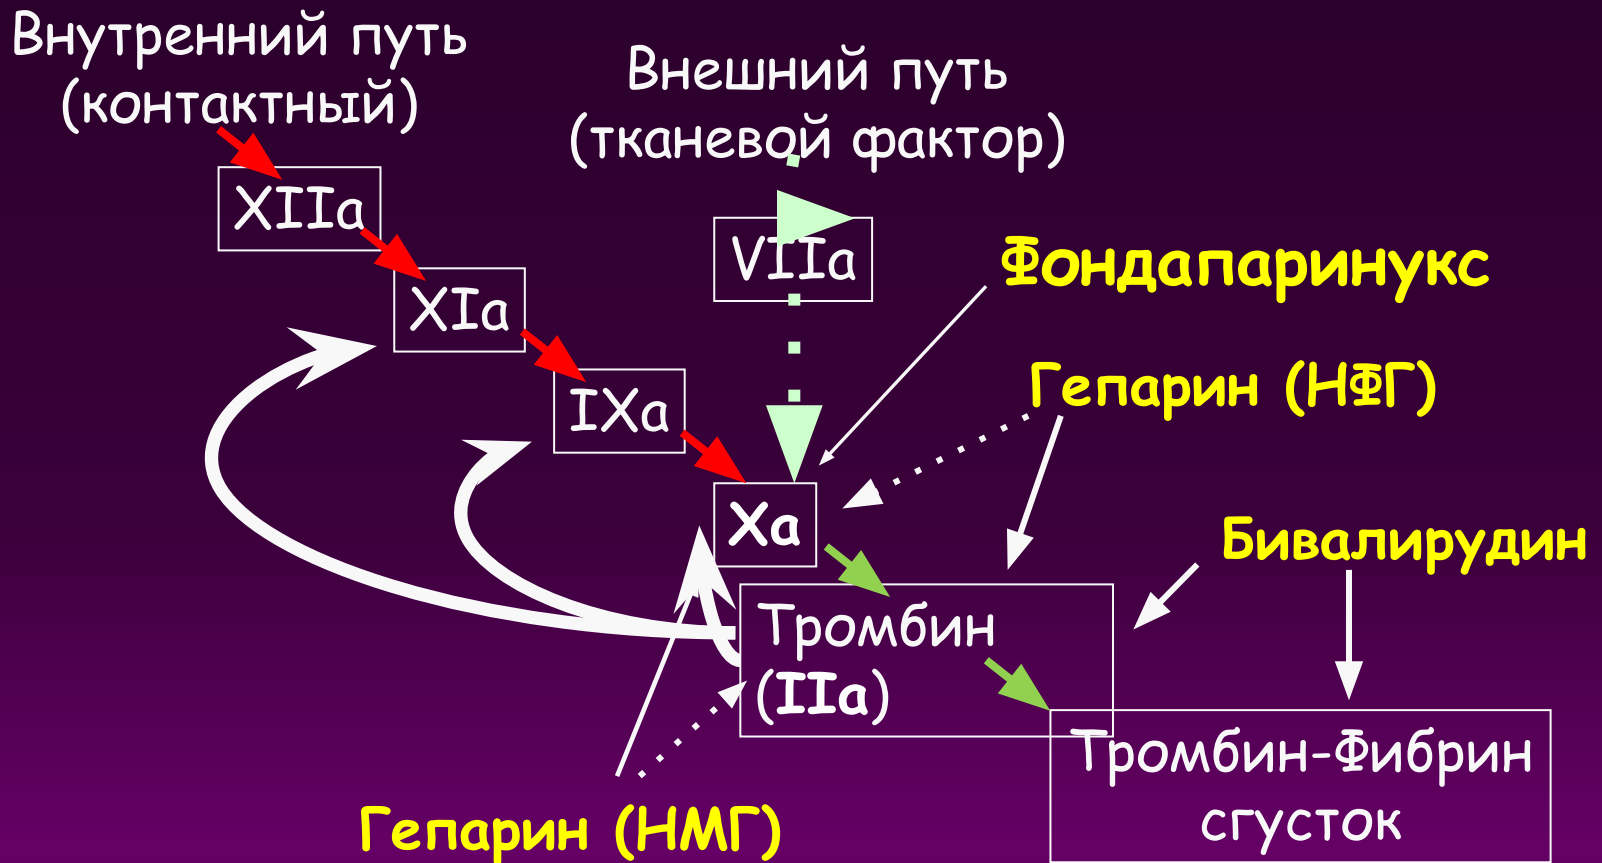 Внутренний путь
(контактный)
Внешний путь
(тканевой фактор)
XIIa
VIIa
Фондапаринукс
XIa
Гепарин (НФГ)
IXa
Xa
Бивалирудин
Тромбин
(IIa)
Тромбин-Фибрин
сгусток
Гепарин (НМГ)